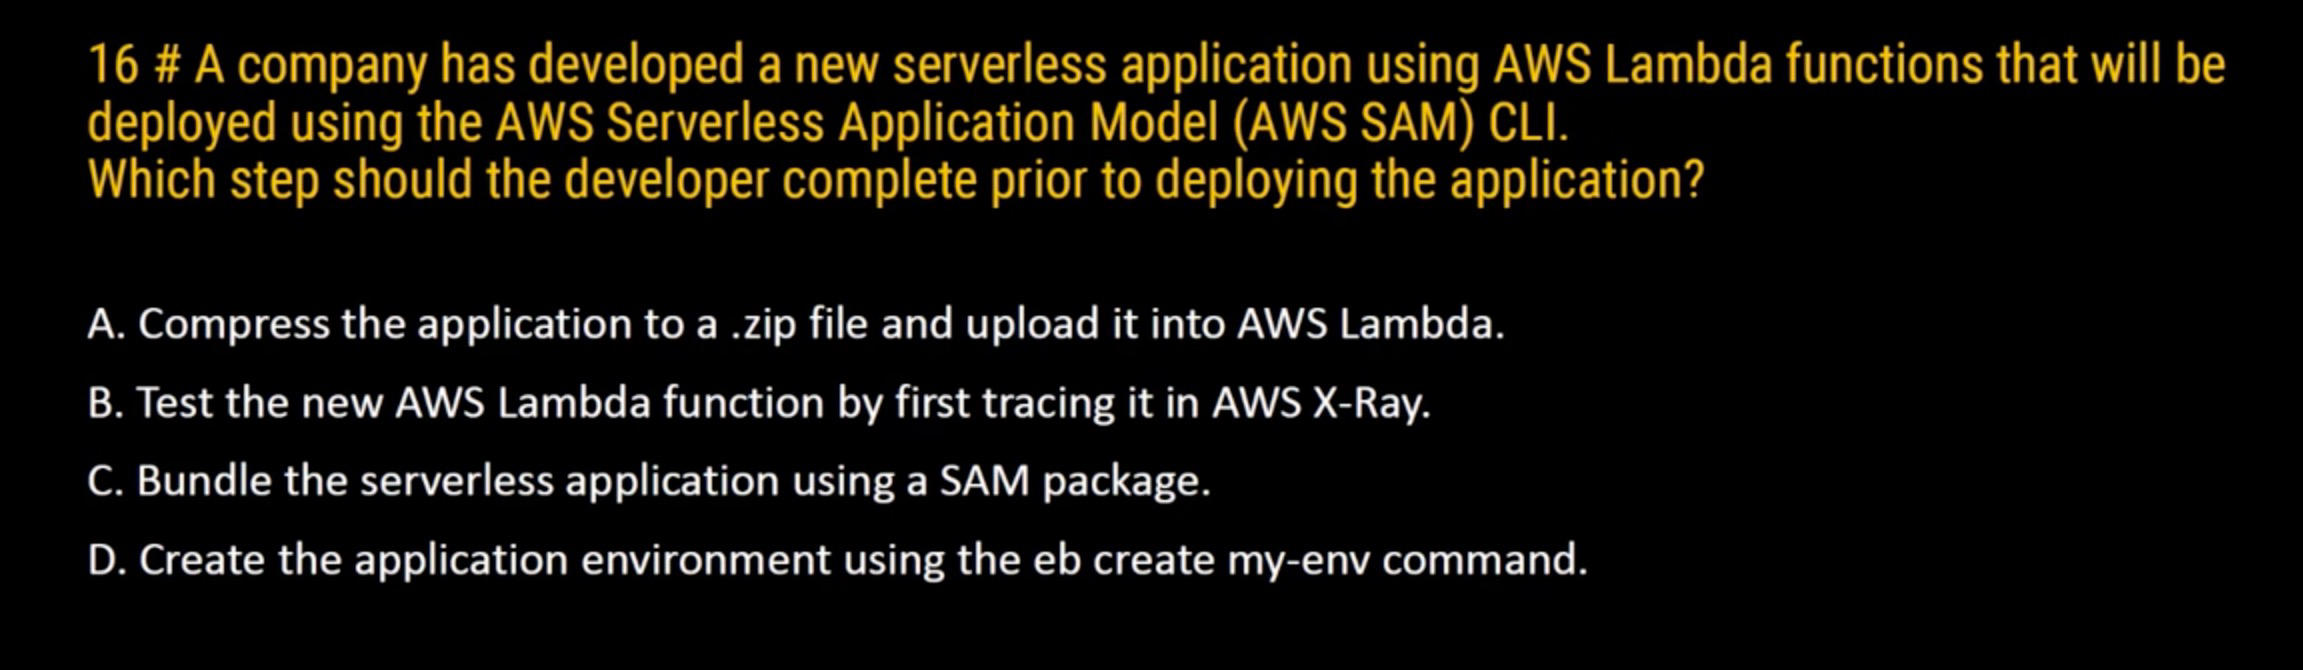 16 # A company has developed a new serverless application using AWS Lambda functions that will be
deployed using the AWS Serverless Application Model (AWS SAM) CLI.
Which step should the developer complete prior to deploying the application?
A. Compress the application to a .zip file and upload it into AWS Lambda.
B. Test the new AWS Lambda function by first tracing it in AWS X-Ray.
C. Bundle the serverless application using a SAM package.
D. Create the application environment using the eb create my-env command.